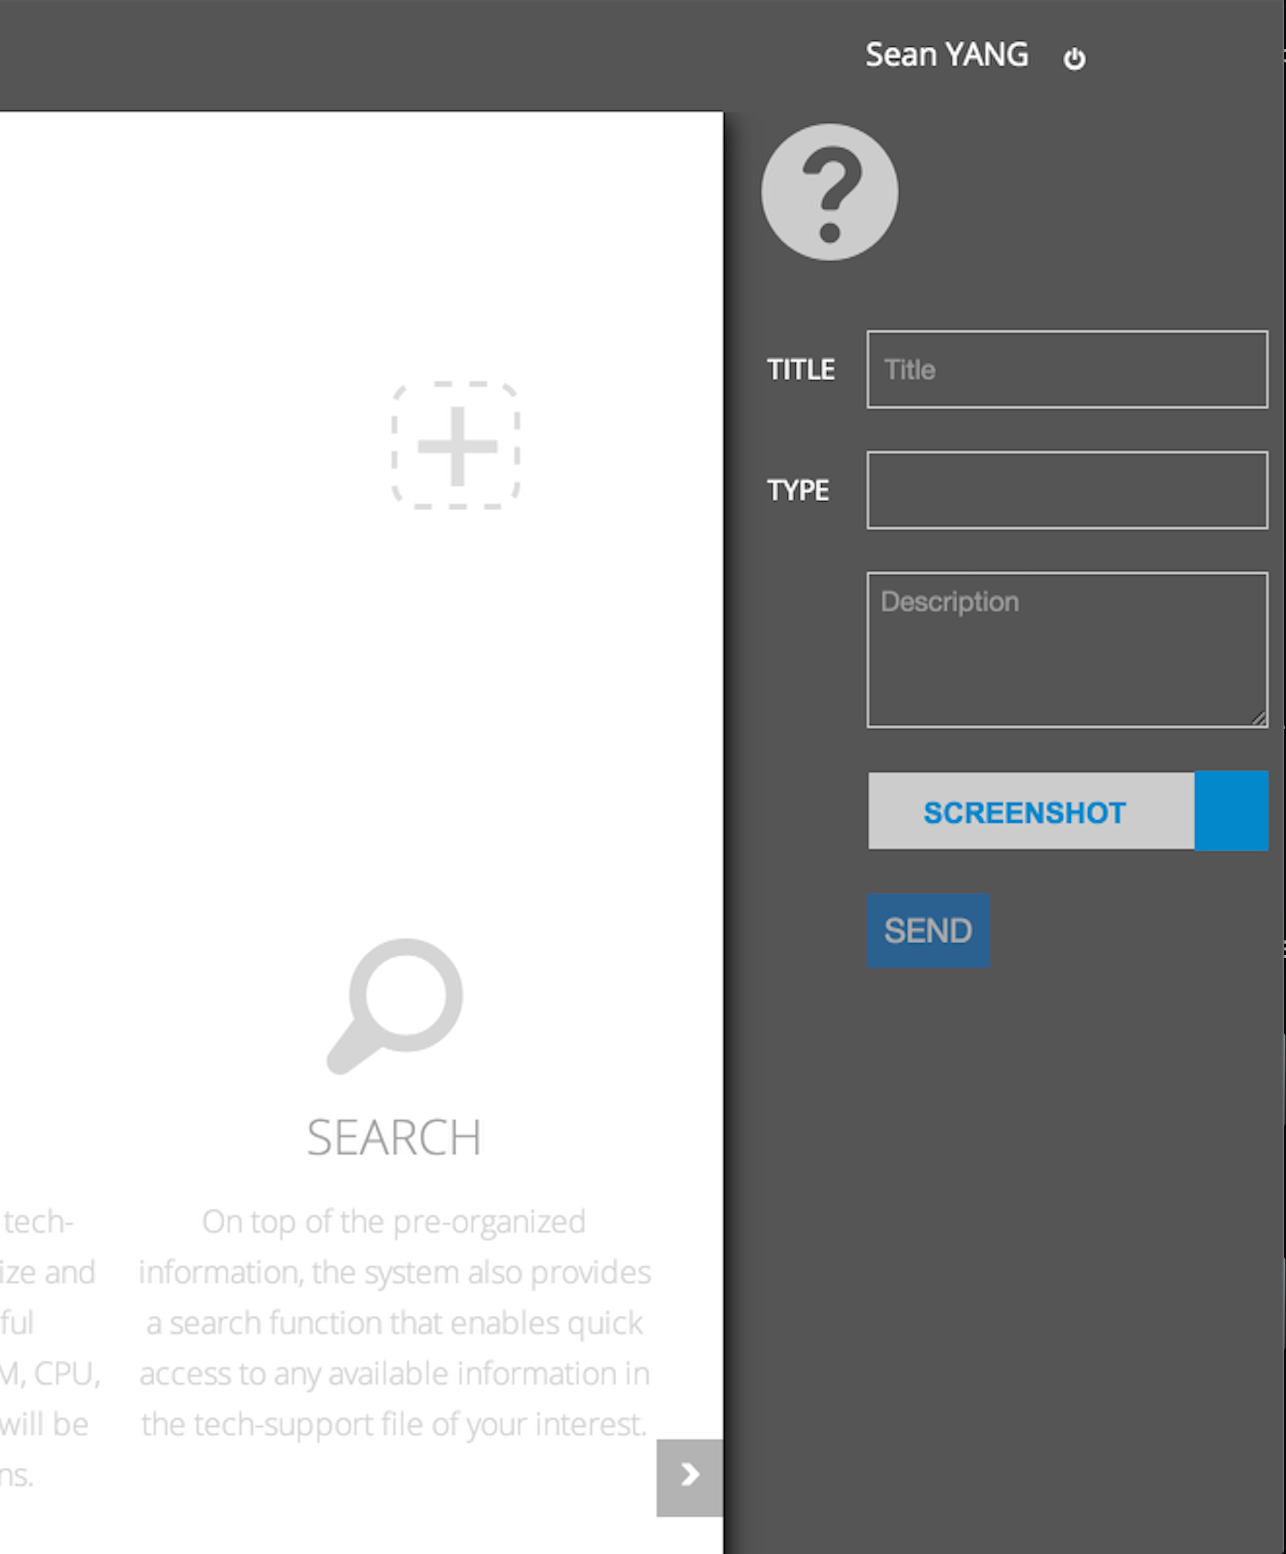 Sean YANG
TITLE
Title
TYPE
Description
SCREENSHOT
SEND
SEARCH
tech-
ize and
ful
M, CPU,
will be
ns.
On top of the pre-organized
information, the system also provides
a search function that enables quick
access to any available information in
the tech-support file of your interest.